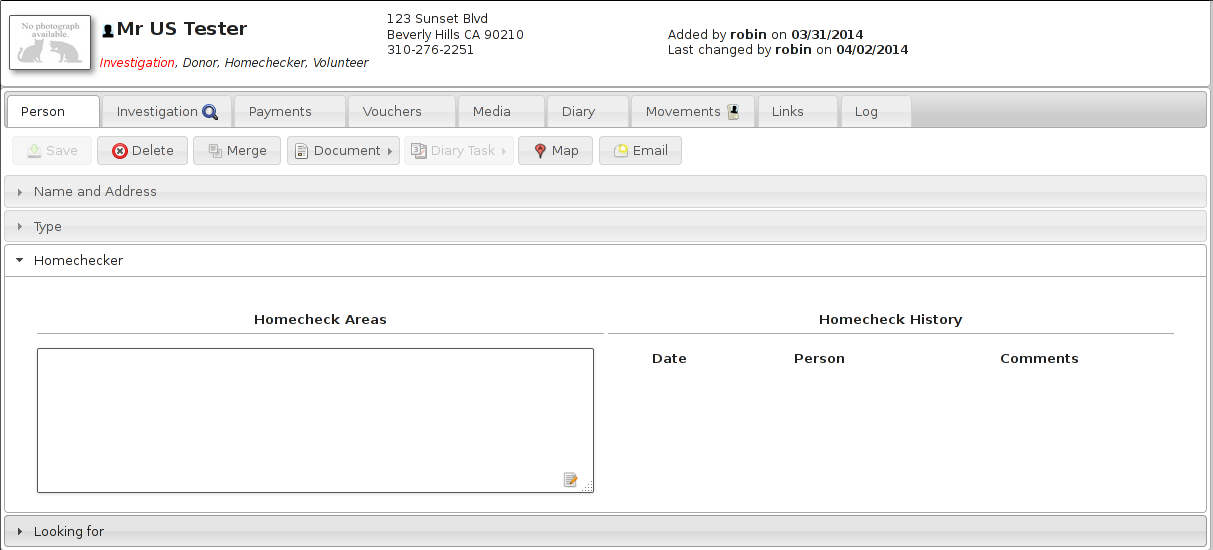 No photograph
available.
Mr US Tester
Investigation, Donor, Homechecker, Volunteer
123 Sunset Blvd
Beverly Hills CA 90210
310-276-2251
Added by robin on 03/31/2014
Last changed by robin on 04/02/2014
Person Investigation Payments Vouchers Media Diary Movements Links Log
Save Delete Merge Document Diary Task Map Email
Name and Address
Type
Homechecker
Homecheck Areas Homecheck History
Date Person Comments
Looking for